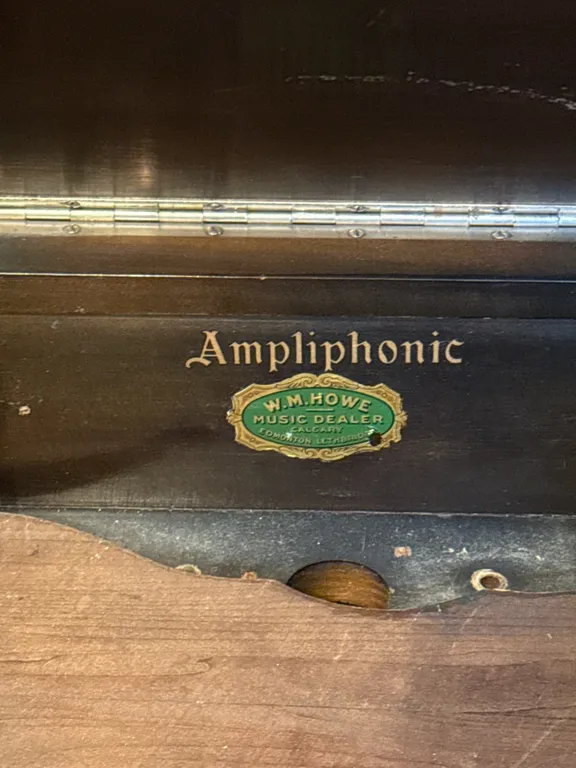 Ampliphonic
W.M. HOWE
MUSIC DEALER
CALGARY
EDMONTON LETHBRIDGE